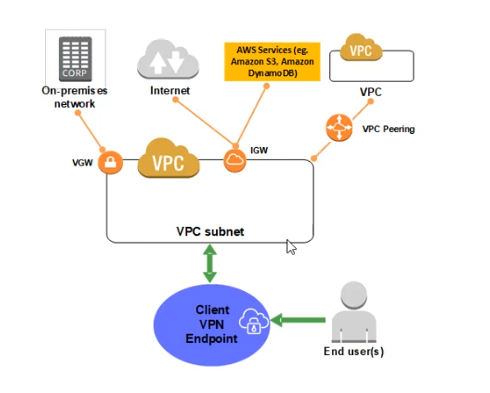 CORP
On-premises
network
Internet
AWS Services (eg.
Amazon S3, Amazon
DynamoDB)
VPC
VPC
VPC Peering
VGW
VPC
IGW
VPC subnet
Client
VPN
Endpoint
End user(s)